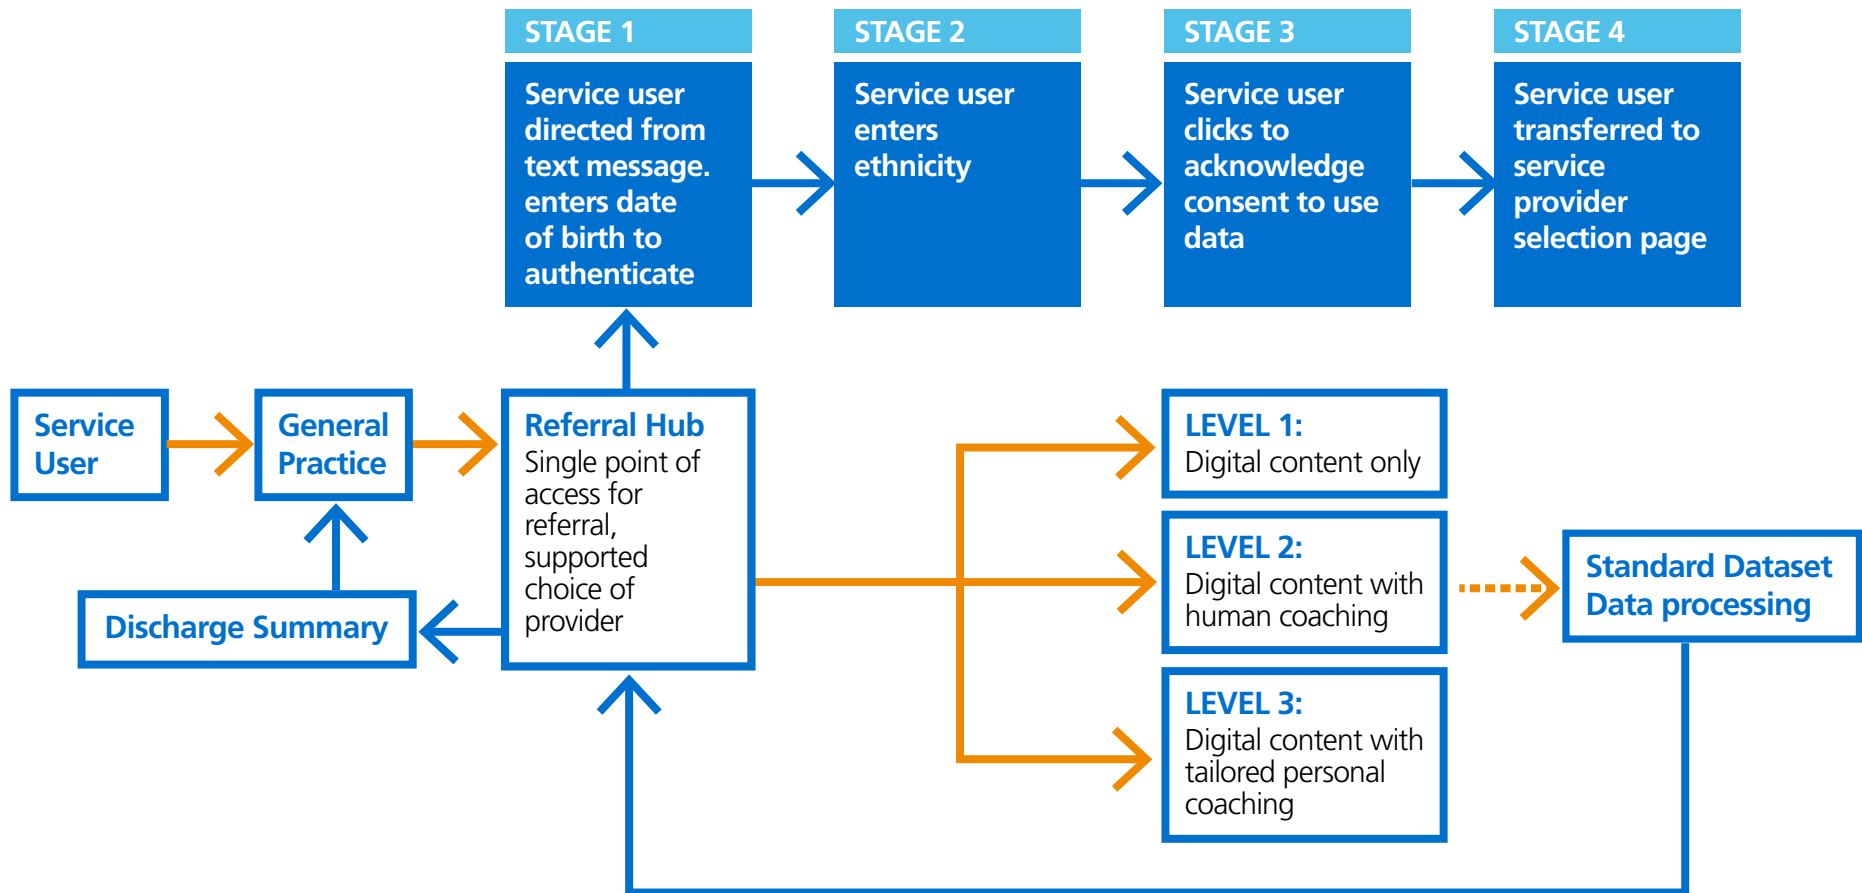 STAGE 1
Service user
directed from
text message.
enters date
of birth to
authenticate
STAGE 2
Service user
enters
ethnicity
STAGE 3
Service user
clicks to
acknowledge
consent to use
data
STAGE 4
Service user
transferred to
service
provider
selection page
Service
User
General
Practice
Referral Hub
Single point of
access for
referral,
supported
choice of
provider
Discharge Summary
LEVEL 1:
Digital content only
LEVEL 2:
Digital content with
human coaching
LEVEL 3:
Digital content with
tailored personal
coaching
Standard Dataset
Data processing